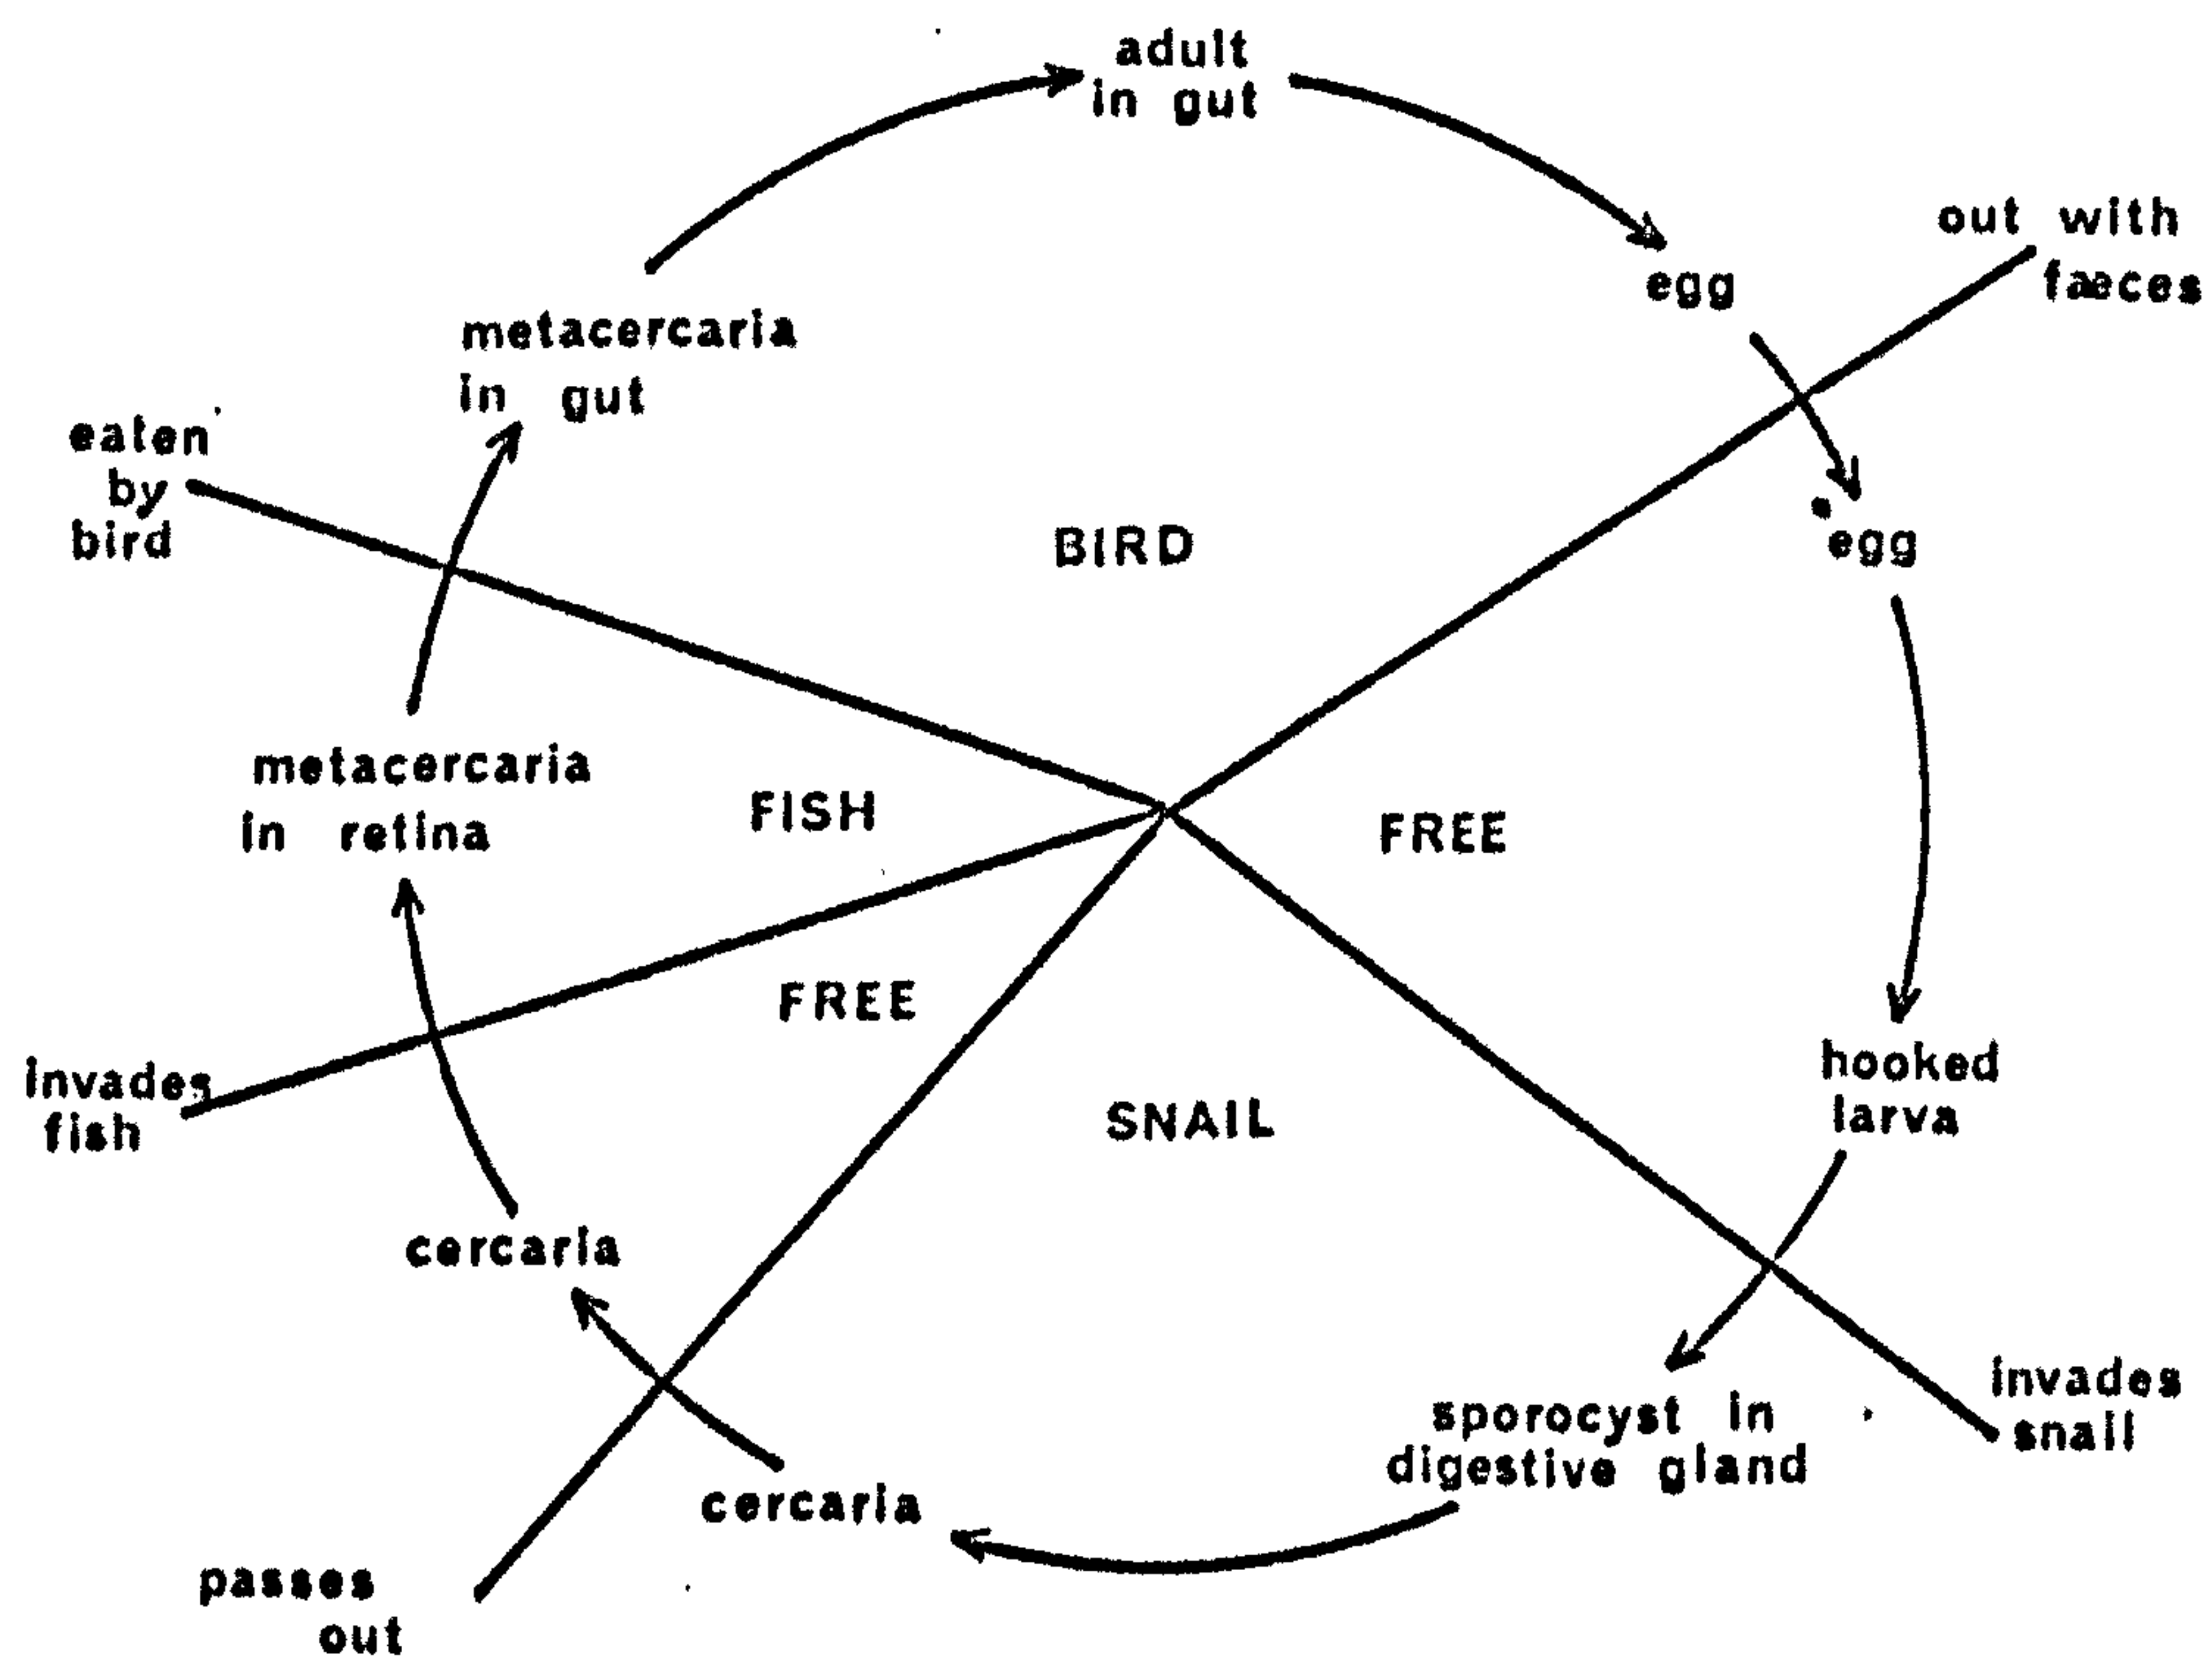 adult
in gut
egg
out with
fæces
egg
hooked
larva
invades
snail
sporocyst in
digestive gland
cercaria
passes
out
cercaria
invades
fish
metacercaria
in retina
eaten
by
bird
metacercaria
in gut
BIRD
FISH
FREE
FREE
SNAIL